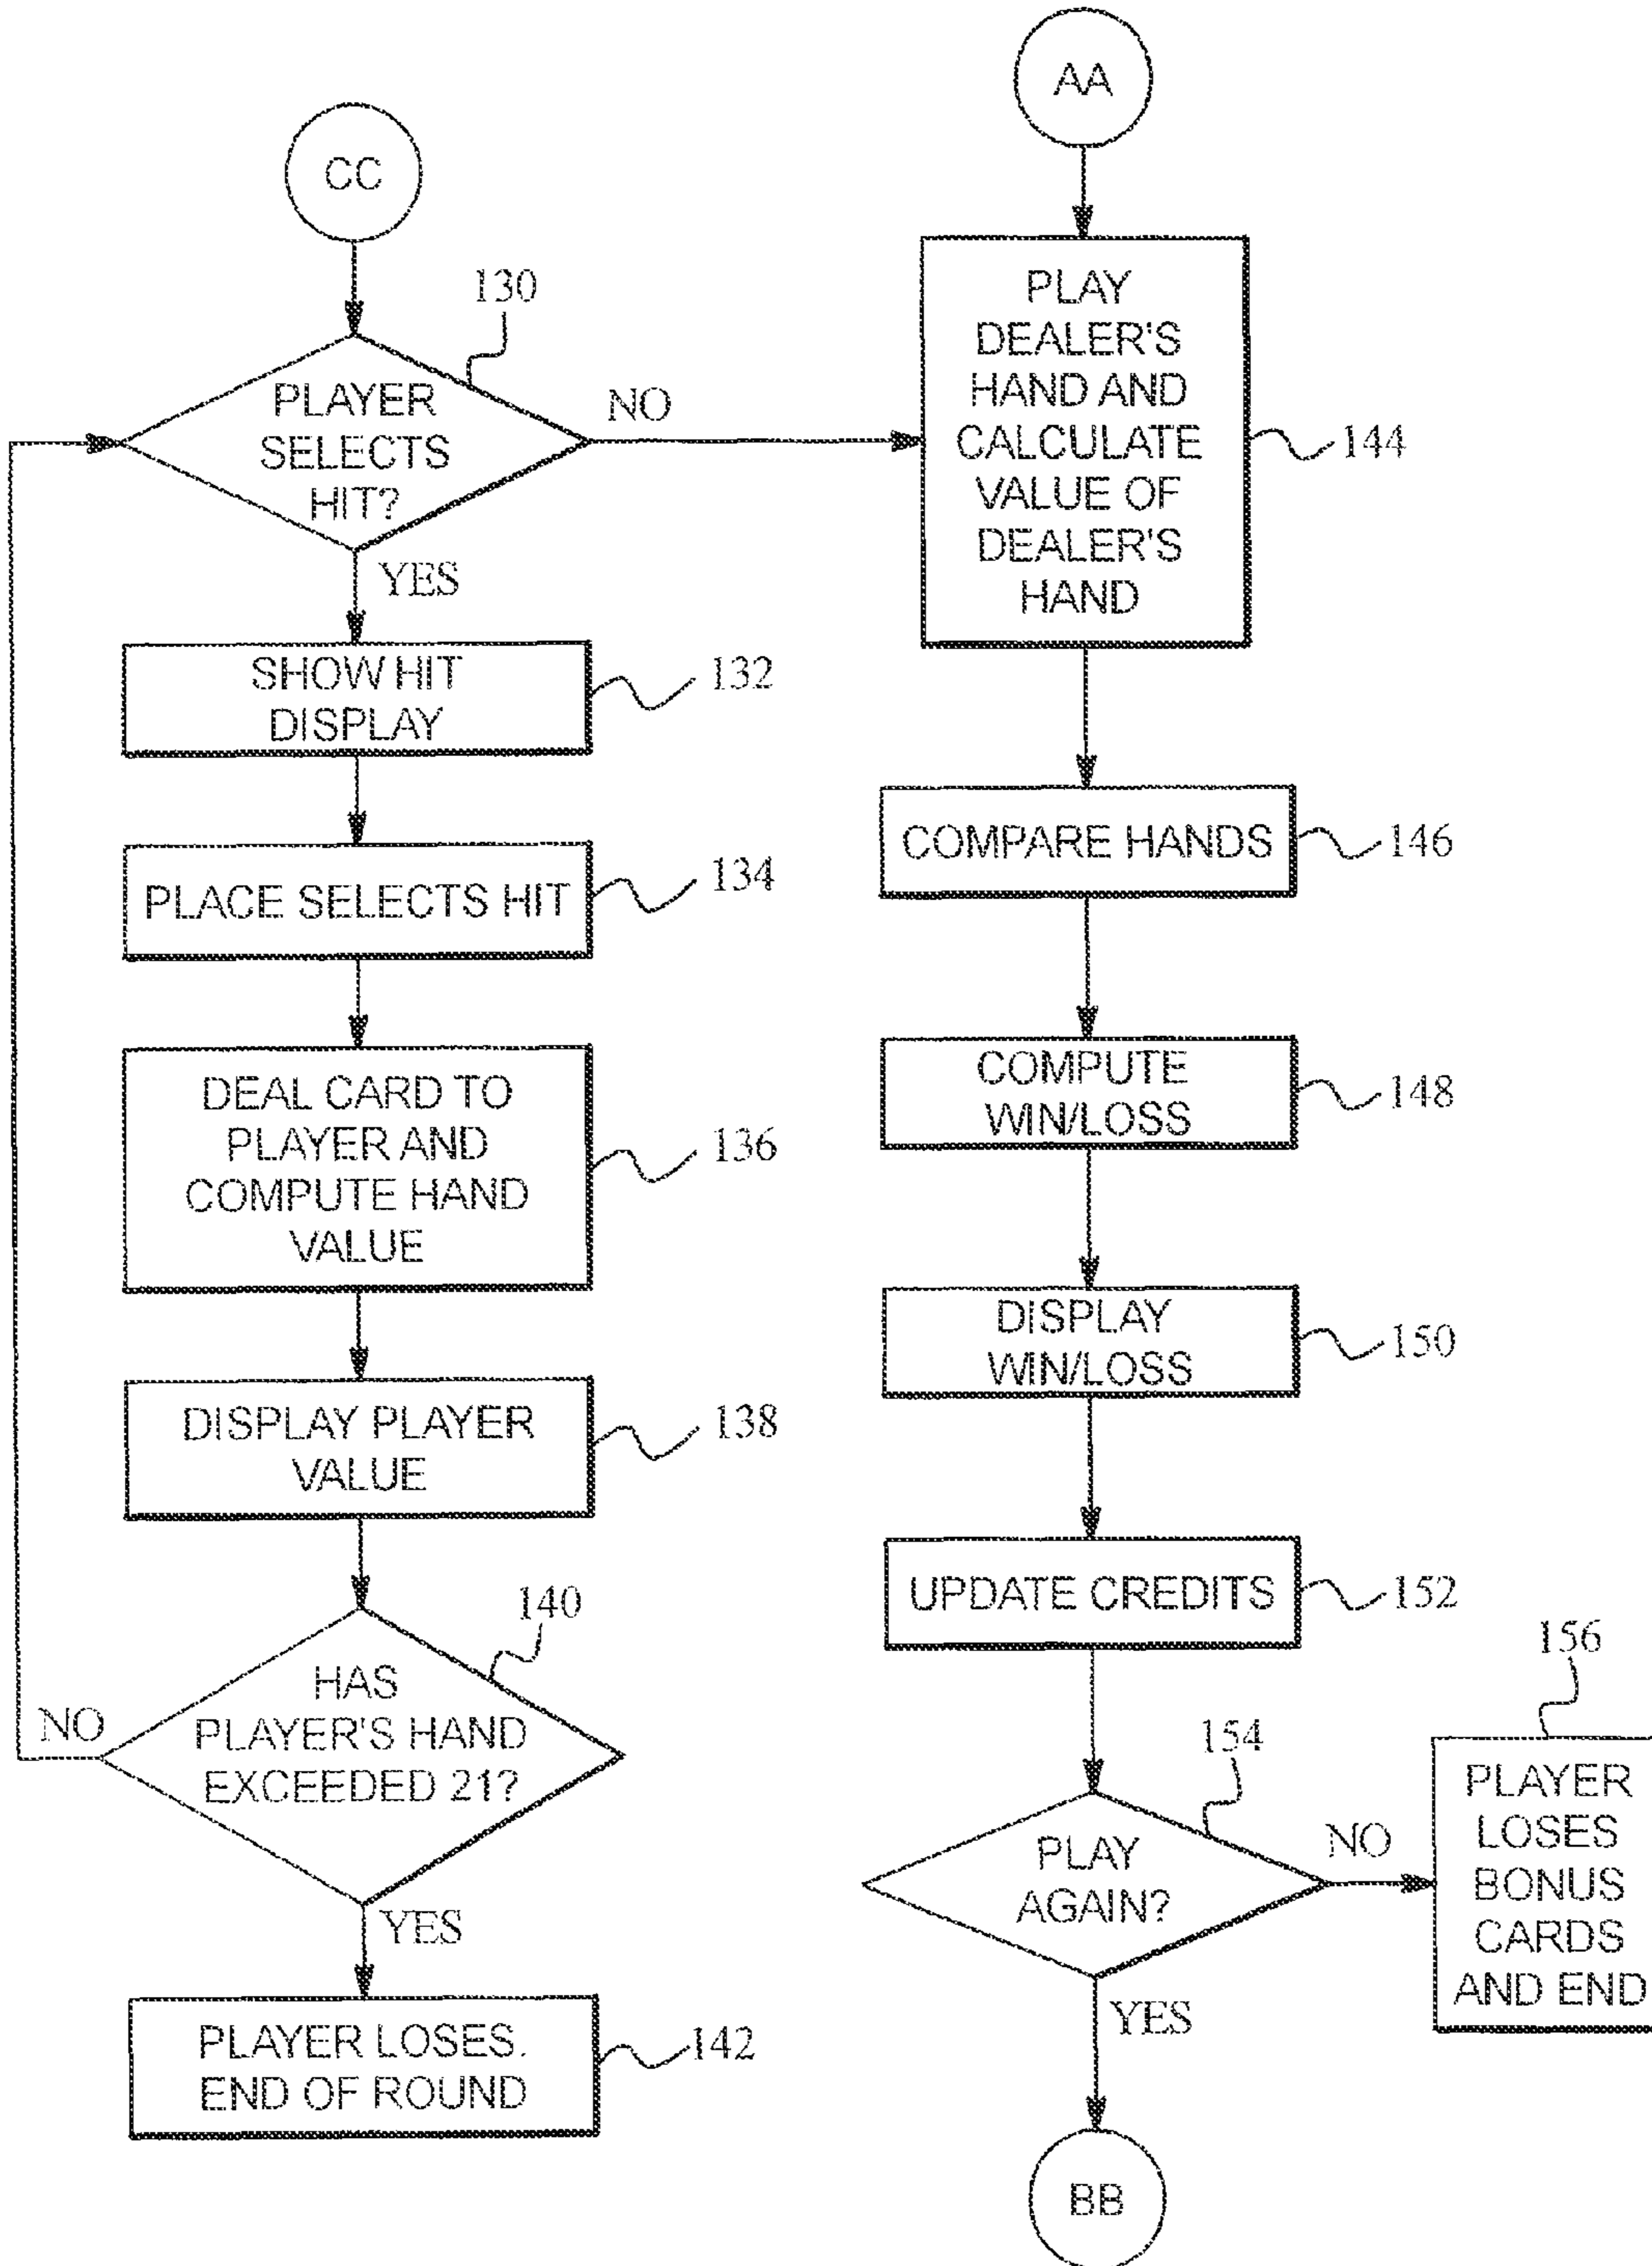 CC
130
PLAYER
SELECTS
HIT?
NO
YES
SHOW HIT
DISPLAY
132
PLACE SELECTS HIT
134
DEAL CARD TO
PLAYER AND
COMPUTE HAND
VALUE
136
DISPLAY PLAYER
VALUE
138
140
HAS
PLAYER'S HAND
EXCEEDED 21?
NO
YES
PLAYER LOSES.
END OF ROUND
142
AA
PLAY
DEALER'S
HAND AND
CALCULATE
VALUE OF
DEALER'S
HAND
144
COMPARE HANDS
146
COMPUTE
WIN/LOSS
148
DISPLAY
WIN/LOSS
150
UPDATE CREDITS
152
154
PLAY
AGAIN?
NO
YES
156
PLAYER
LOSES
BONUS
CARDS
AND END
BB